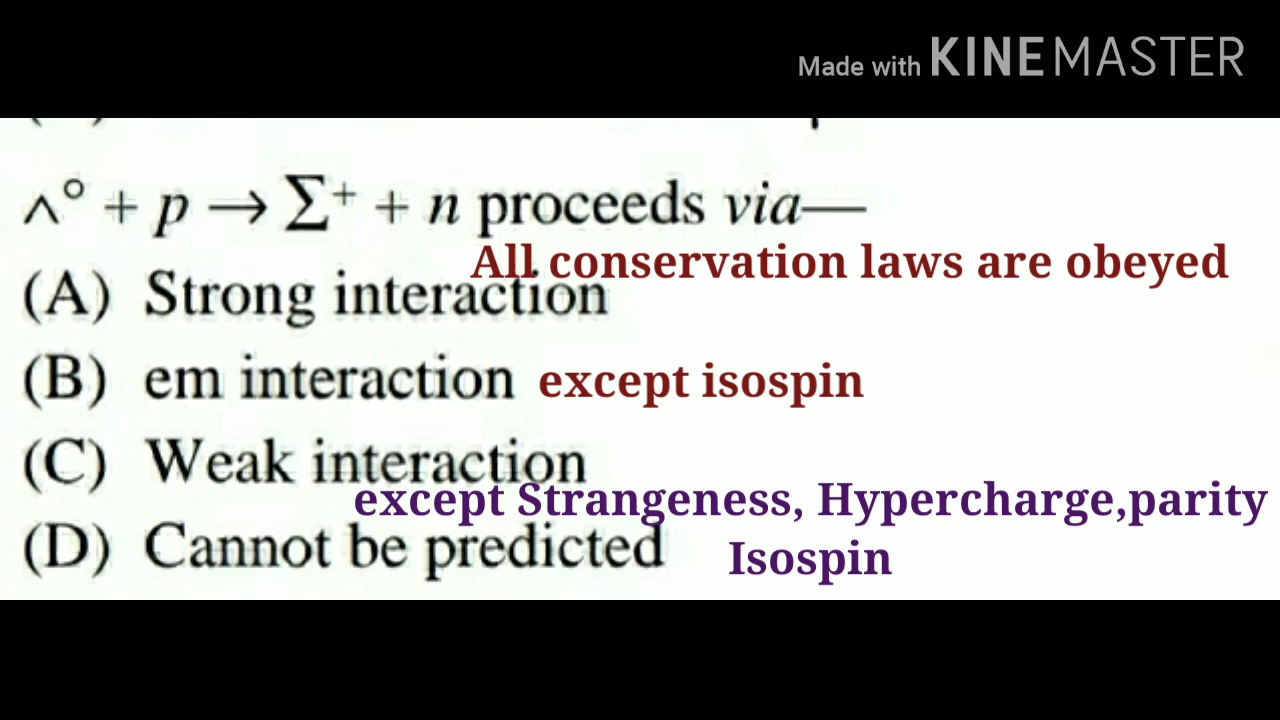 Made with KINEMASTER
∧° + p → Σ⁺ + n proceeds via—
All conservation laws are obeyed
(A) Strong interaction
(B) em interaction except isospin
(C) Weak interaction
except Strangeness, Hypercharge,parity
(D) Cannot be predicted
Isospin